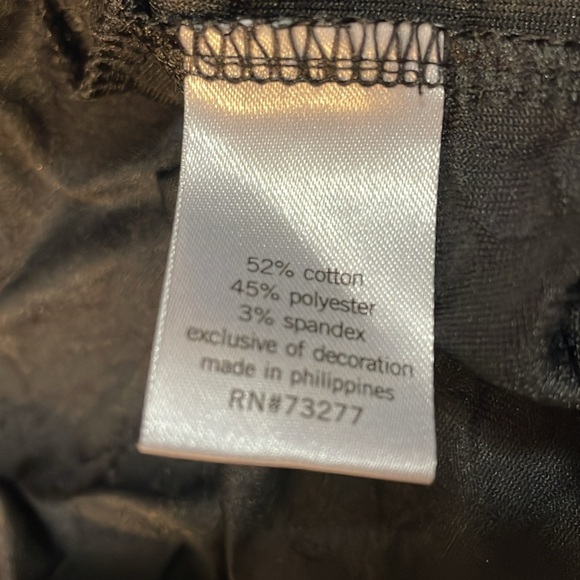 52% cotton
45% polyester
3% spandex
exclusive of decoration
made in philippines
RN#73277